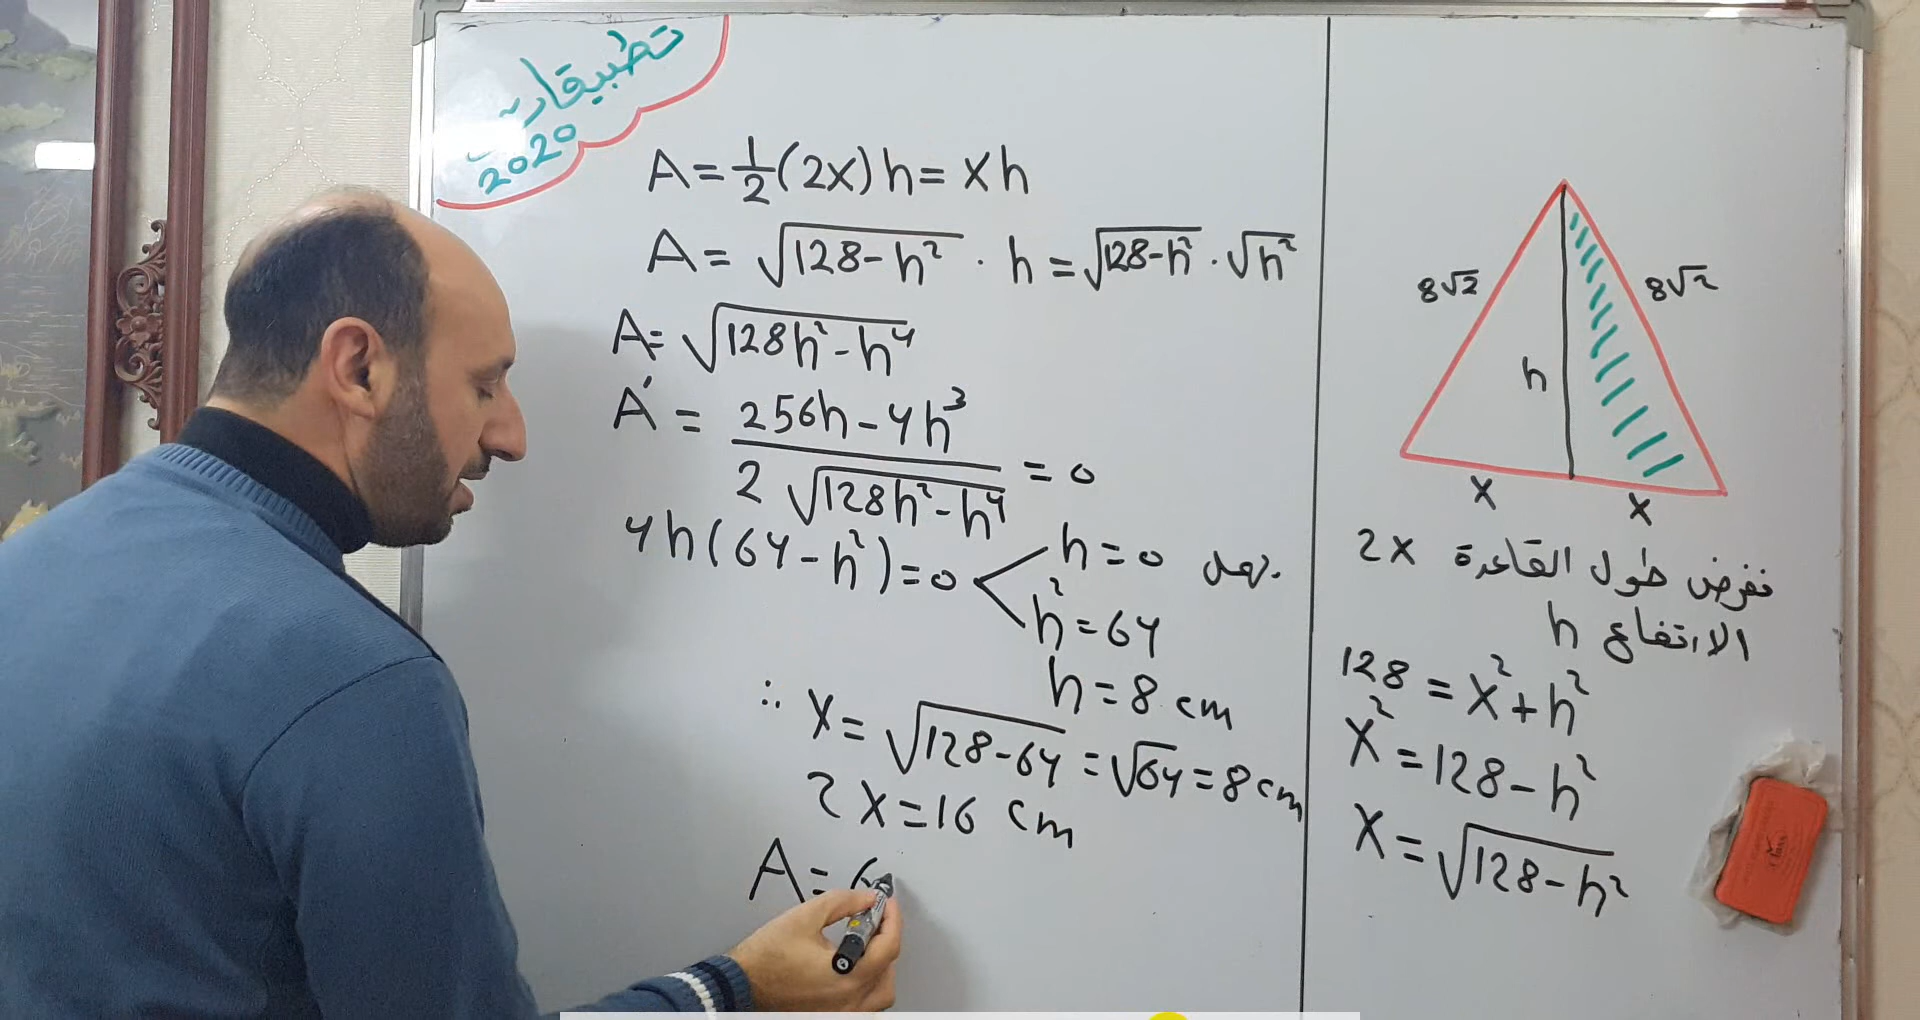 تطبيقات
2020
A = 1/2 (2x) h = x h
A = √(128-h²) · h = √(128-h²) · √h²
A = √(128h²-h⁴)
A' = (256h-4h³) / (2√(128h²-h⁴)) = 0
4h(64-h²)=0
h=0 تهمل
h²=64
h=8 cm
∴ x = √(128-64) = √64 = 8 cm
2x = 16 cm
A = 6
8√2
8√2
h
x
x
نفرض طول القاعدة 2x
الارتفاع h
128 = x²+h²
x² = 128-h²
x = √(128-h²)